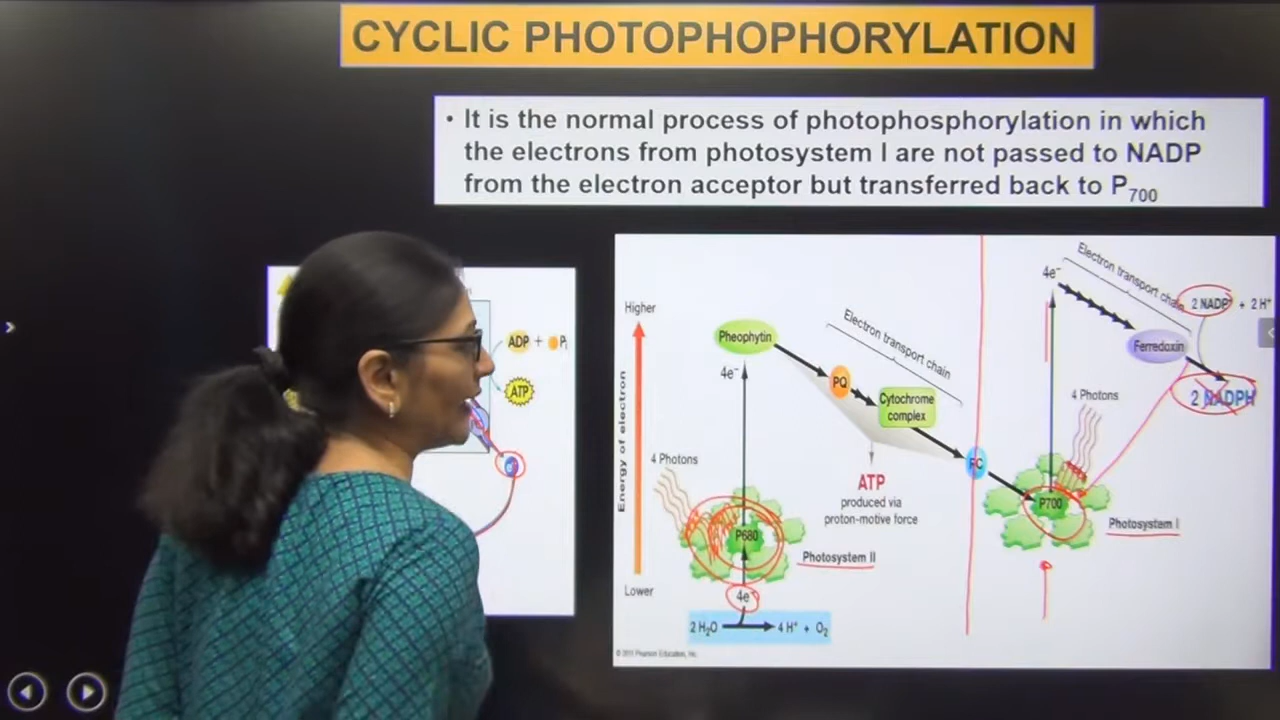 CYCLIC PHOTOPHOPHORYLATION
• It is the normal process of photophosphorylation in which
the electrons from photosystem I are not passed to NADP
from the electron acceptor but transferred back to P700
ADP + Pi
ATP
e-
Higher
Energy of electron
Lower
Pheophytin
4e-
4 Photons
P680
Photosystem II
4e-
2 H₂O → 4 H⁺ + O₂
Electron transport chain
PQ
Cytochrome
complex
PC
ATP
produced via
proton-motive force
4e-
Electron transport chain
2 NADP⁺ + 2 H⁺
Ferredoxin
2 NADPH
4 Photons
P700
Photosystem I
© 2011 Pearson Education, Inc.